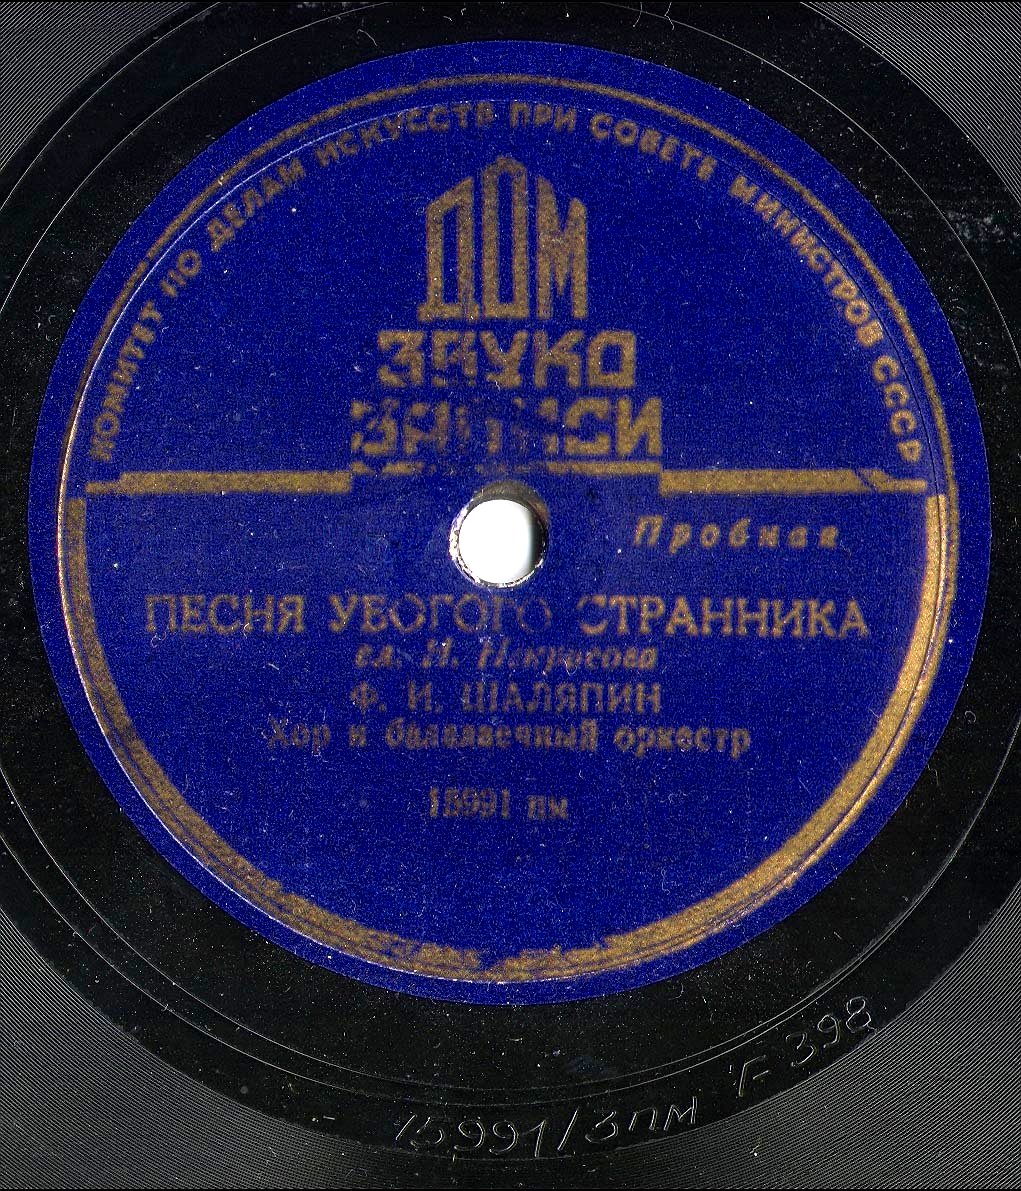 КОМИТЕТ ПО ДЕЛАМ ИСКУССТВ ПРИ СОВЕТЕ МИНИСТРОВ СССР
ДОМ
ЗВУКО
ЗАПИСИ
Пробная
ПЕСНЯ УБОГОГО СТРАННИКА
сл. Н. Некрасова
Ф. И. ШАЛЯПИН
Хор и балалаечный оркестр
15991 пм
15991/3пм F 398